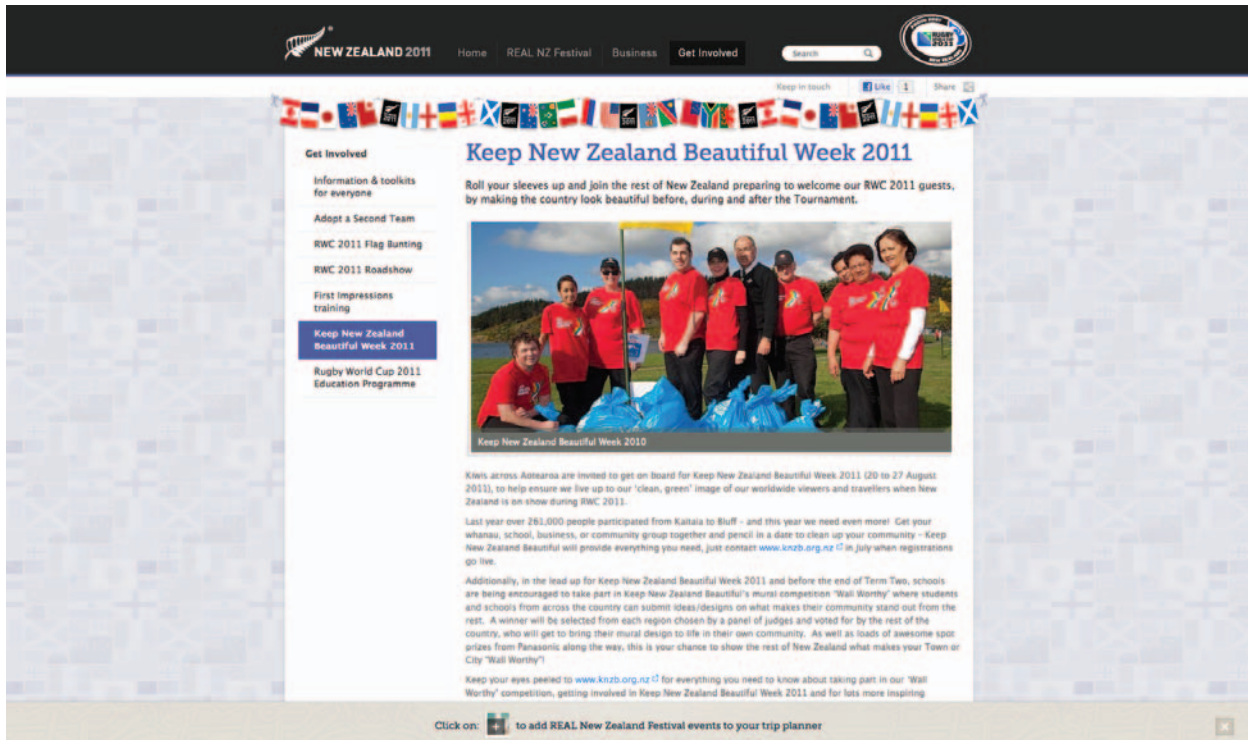 NEW ZEALAND 2011
Home REAL NZ Festival Business Get Involved
Search
RUGBY
WORLD CUP
2011
NEW ZEALAND
Keep in touch Like 1 Share
Get Involved
Information & toolkits
for everyone
Adopt a Second Team
RWC 2011 Flag Bunting
RWC 2011 Roadshow
First Impressions
training
Keep New Zealand
Beautiful Week 2011
Rugby World Cup 2011
Education Programme
Keep New Zealand Beautiful Week 2011
Roll your sleeves up and join the rest of New Zealand preparing to welcome our RWC 2011 guests,
by making the country look beautiful before, during and after the Tournament.
Keep New Zealand Beautiful Week 2010
Kiwis across Aotearoa are invited to get on board for Keep New Zealand Beautiful Week 2011 (20 to 27 August
2011), to help ensure we live up to our 'clean, green' image of our worldwide viewers and travellers when New
Zealand is on show during RWC 2011.
Last year over 261,000 people participated from Kaitaia to Bluff – and this year we need even more! Get your
whanau, school, business, or community group together and pencil in a date to clean up your community – Keep
New Zealand Beautiful will provide everything you need, just contact www.knzb.org.nz in July when registrations
go live.
Additionally, in the lead up for Keep New Zealand Beautiful Week 2011 and before the end of Term Two, schools
are being encouraged to take part in Keep New Zealand Beautiful's mural competition 'Wall Worthy' where students
and schools from across the country can submit ideas/designs on what makes their community stand out from the
rest. A winner will be selected from each region chosen by a panel of judges and voted for by the rest of the
country, who will get to bring their mural design to life in their own community. As well as loads of awesome spot
prizes from Panasonic along the way, this is your chance to show the rest of New Zealand what makes your Town or
City "Wall Worthy"!
Keep your eyes peeled to www.knzb.org.nz for everything you need to know about taking part in our 'Wall
Worthy' competition, getting involved in Keep New Zealand Beautiful Week 2011 and for lots more inspiring
Click on: to add REAL New Zealand Festival events to your trip planner